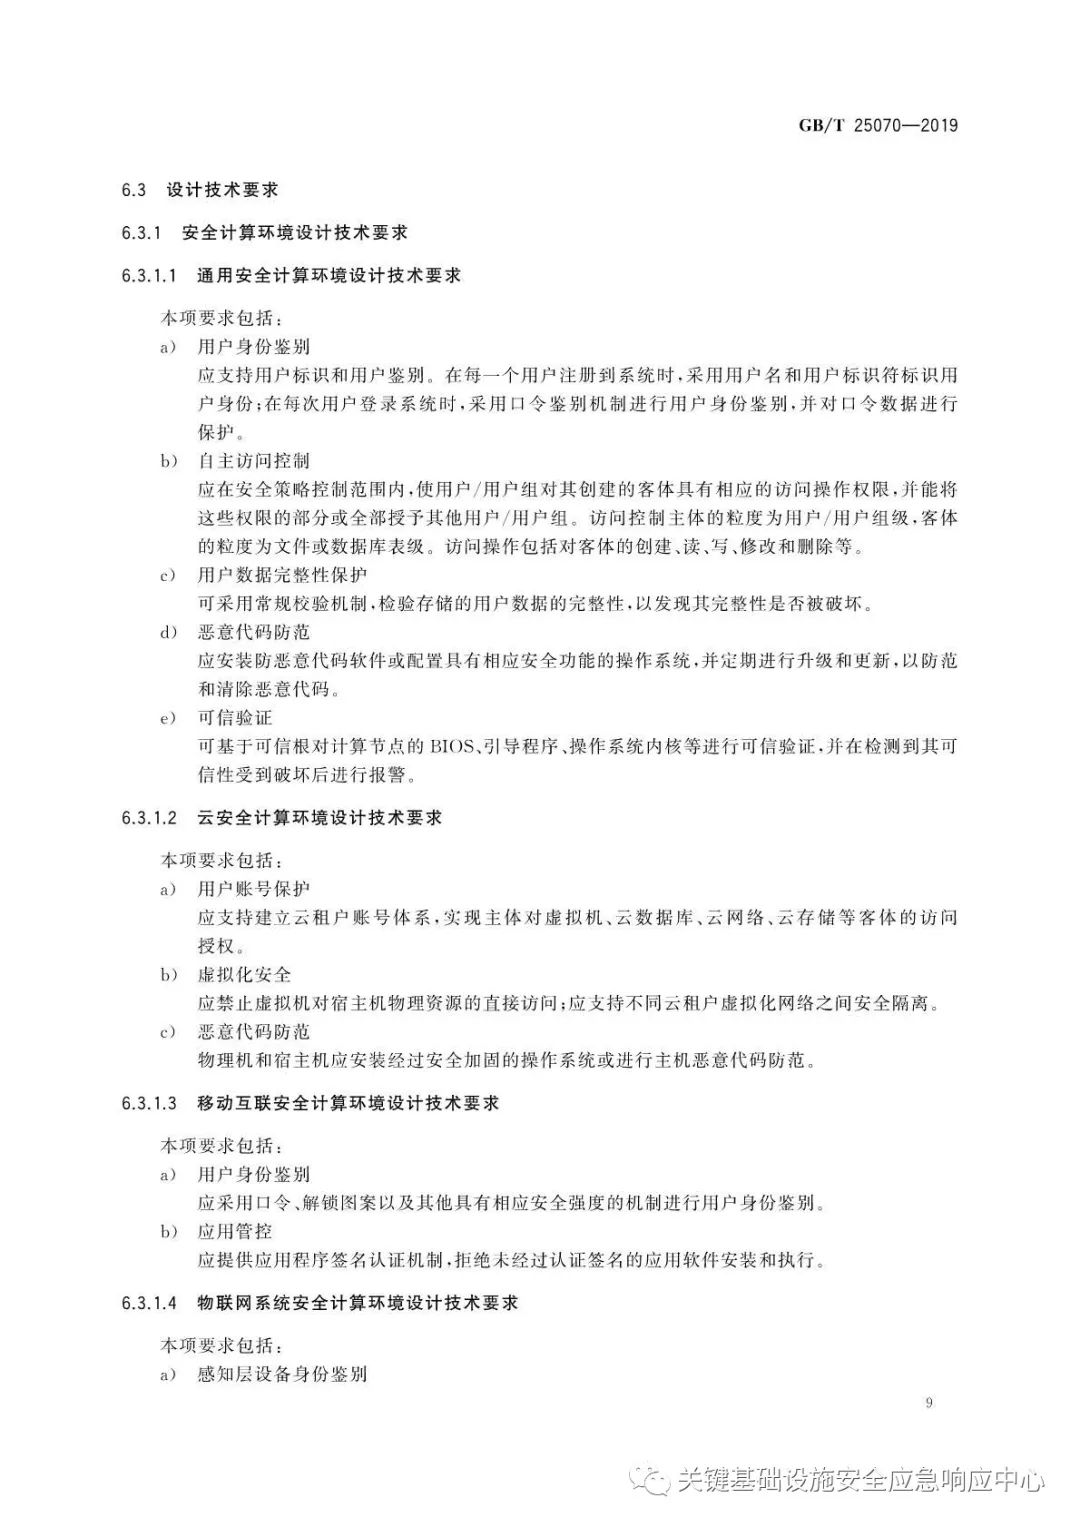 GB/T 25070—2019
6.3 设计技术要求
6.3.1 安全计算环境设计技术要求
6.3.1.1 通用安全计算环境设计技术要求
本项要求包括:
a) 用户身份鉴别
应支持用户标识和用户鉴别。在每一个用户注册到系统时,采用用户名和用户标识符标识用
户身份;在每次用户登录系统时,采用口令鉴别机制进行用户身份鉴别,并对口令数据进行
保护。
b) 自主访问控制
应在安全策略控制范围内,使用户/用户组对其创建的客体具有相应的访问操作权限,并能将
这些权限的部分或全部授予其他用户/用户组。访问控制主体的粒度为用户/用户组级,客体
的粒度为文件或数据库表级。访问操作包括对客体的创建、读、写、修改和删除等。
c) 用户数据完整性保护
可采用常规校验机制,检验存储的用户数据的完整性,以发现其完整性是否被破坏。
d) 恶意代码防范
应安装防恶意代码软件或配置具有相应安全功能的操作系统,并定期进行升级和更新,以防范
和清除恶意代码。
e) 可信验证
可基于可信根对计算节点的 BIOS、引导程序、操作系统内核等进行可信验证,并在检测到其可
信性受到破坏后进行报警。
6.3.1.2 云安全计算环境设计技术要求
本项要求包括:
a) 用户账号保护
应支持建立云租户账号体系,实现主体对虚拟机、云数据库、云网络、云存储等客体的访问
授权。
b) 虚拟化安全
应禁止虚拟机对宿主机物理资源的直接访问;应支持不同云租户虚拟化网络之间安全隔离。
c) 恶意代码防范
物理机和宿主机应安装经过安全加固的操作系统或进行主机恶意代码防范。
6.3.1.3 移动互联安全计算环境设计技术要求
本项要求包括:
a) 用户身份鉴别
应采用口令、解锁图案以及其他具有相应安全强度的机制进行用户身份鉴别。
b) 应用管控
应提供应用程序签名认证机制,拒绝未经过认证签名的应用软件安装和执行。
6.3.1.4 物联网系统安全计算环境设计技术要求
本项要求包括:
a) 感知层设备身份鉴别
9
关键基础设施安全应急响应中心